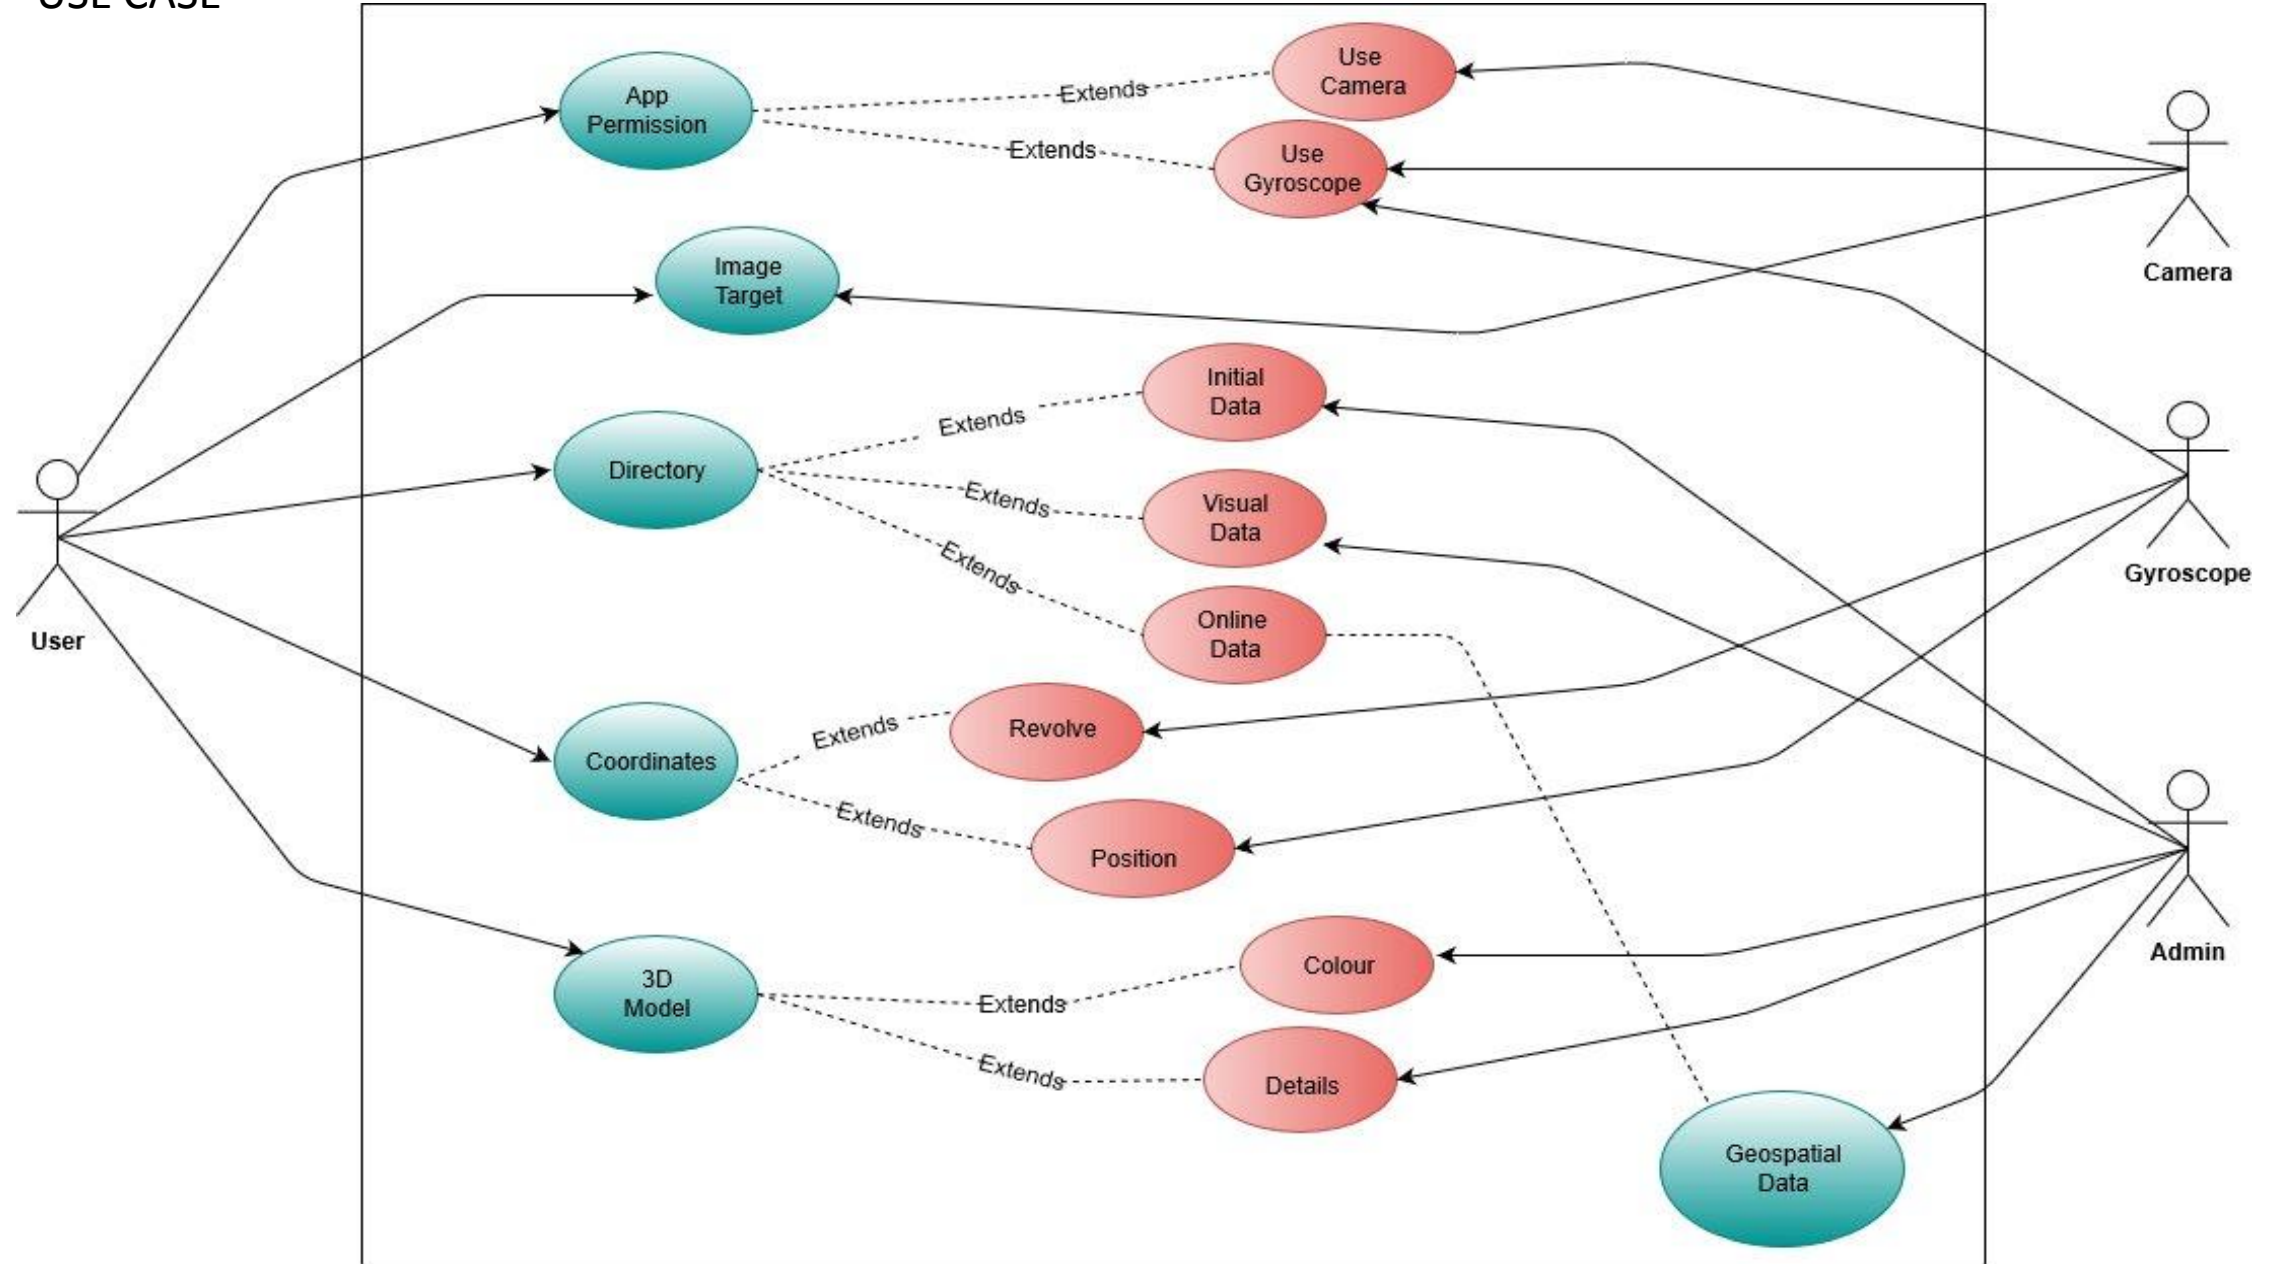 USE CASE
App
Permission
Extends
Use
Camera
Extends
Use
Gyroscope
Camera
Image
Target
Initial
Data
Extends
Directory
Extends
Visual
Data
Extends
Online
Data
Gyroscope
User
Coordinates
Extends
Revolve
Extends
Position
3D
Model
Extends
Colour
Extends
Details
Admin
Geospatial
Data